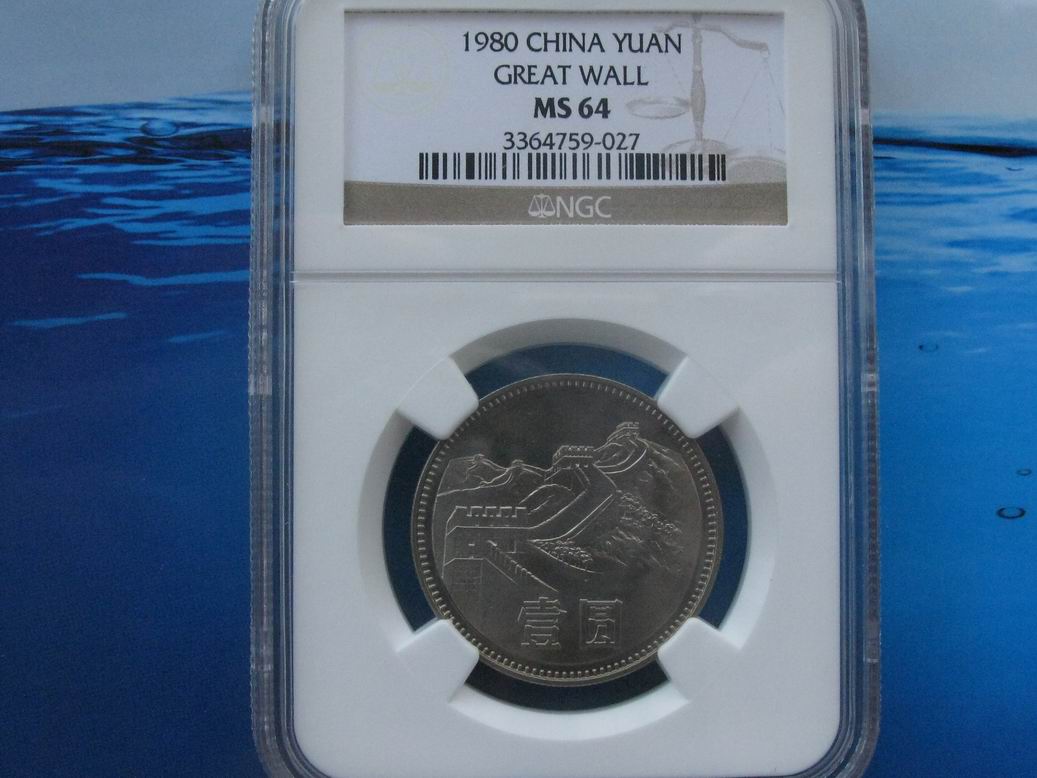 1980 CHINA YUAN
GREAT WALL
MS 64
3364759-027
NGC
壹圆